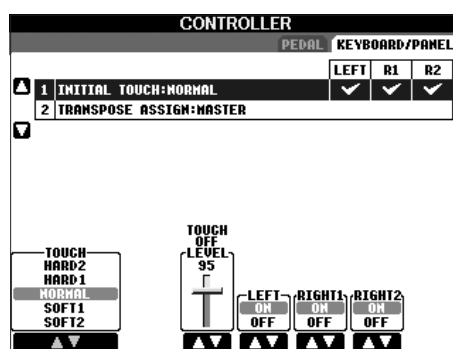 CONTROLLER
PEDAL KEYBOARD/PANEL
LEFT R1 R2
1 INITIAL TOUCH:NORMAL
2 TRANSPOSE ASSIGN:MASTER
TOUCH
HARD2
HARD1
NORMAL
SOFT1
SOFT2
TOUCH
OFF
LEVEL
95
LEFT
ON
OFF
RIGHT1
ON
OFF
RIGHT2
ON
OFF